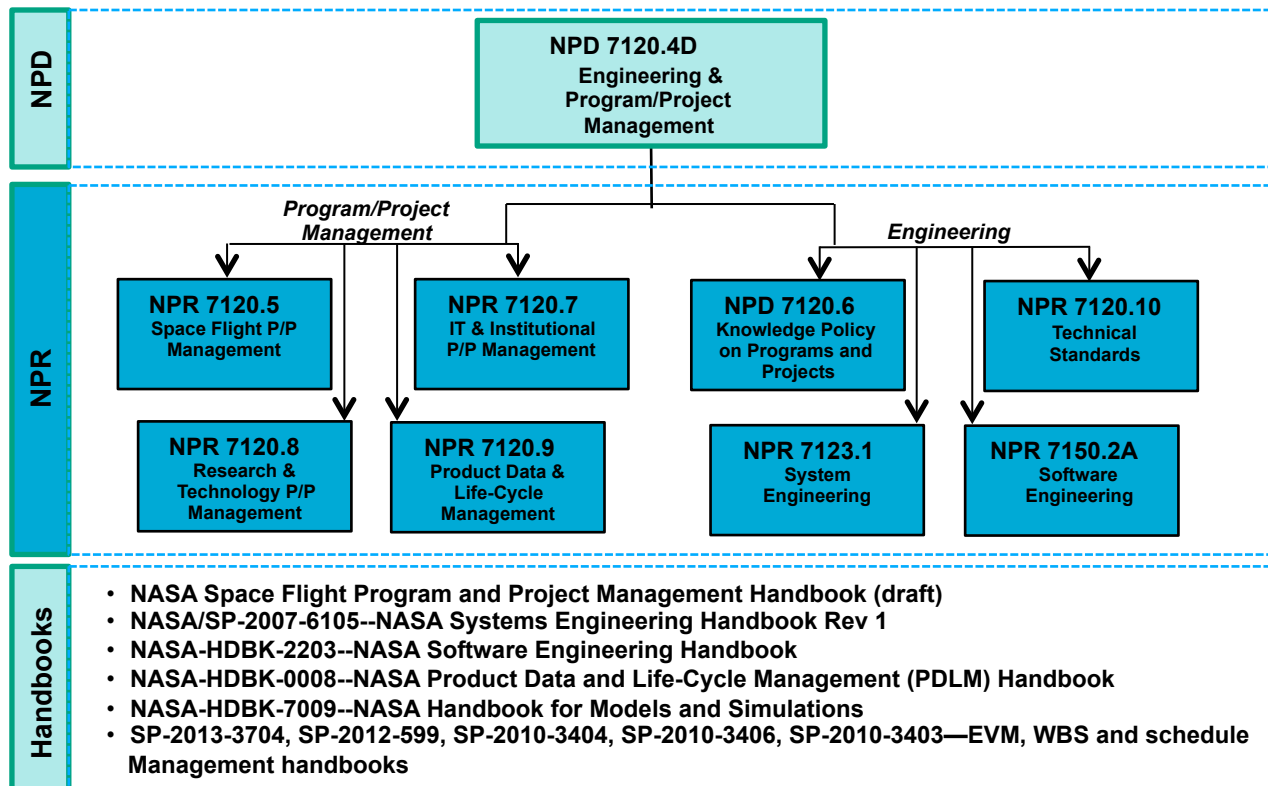 NPD
NPD 7120.4D
Engineering &
Program/Project
Management
NPR
Program/Project
Management
Engineering
NPR 7120.5
Space Flight P/P
Management
NPR 7120.7
IT & Institutional
P/P Management
NPD 7120.6
Knowledge Policy
on Programs and
Projects
NPR 7120.10
Technical
Standards
NPR 7120.8
Research &
Technology P/P
Management
NPR 7120.9
Product Data &
Life-Cycle
Management
NPR 7123.1
System
Engineering
NPR 7150.2A
Software
Engineering
Handbooks
• NASA Space Flight Program and Project Management Handbook (draft)
• NASA/SP-2007-6105--NASA Systems Engineering Handbook Rev 1
• NASA-HDBK-2203--NASA Software Engineering Handbook
• NASA-HDBK-0008--NASA Product Data and Life-Cycle Management (PDLM) Handbook
• NASA-HDBK-7009--NASA Handbook for Models and Simulations
• SP-2013-3704, SP-2012-599, SP-2010-3404, SP-2010-3406, SP-2010-3403—EVM, WBS and schedule
Management handbooks